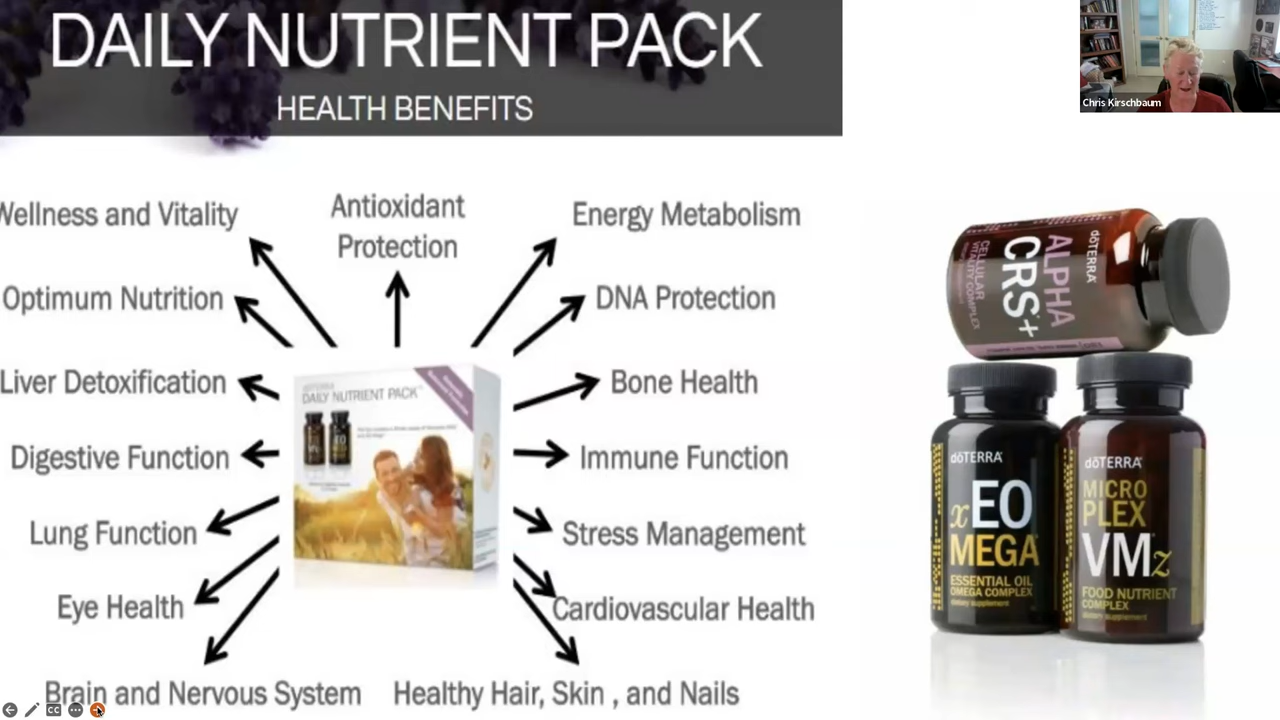 DAILY NUTRIENT PACK
HEALTH BENEFITS
Chris Kirschbaum
Wellness and Vitality
Antioxidant
Protection
Energy Metabolism
Optimum Nutrition
DNA Protection
Liver Detoxification
Bone Health
Digestive Function
Immune Function
Lung Function
Stress Management
Eye Health
Cardiovascular Health
Brain and Nervous System
Healthy Hair, Skin , and Nails
DAILY NUTRIENT PACK
EO
dōTERRA
ALPHA
CRS+
CELLULAR
VITALITY COMPLEX
dōTERRA
xEO
MEGA
ESSENTIAL OIL
OMEGA COMPLEX
dietary supplement
dōTERRA
MICRO
PLEX
VMz
FOOD NUTRIENT
COMPLEX
dietary supplement
CC